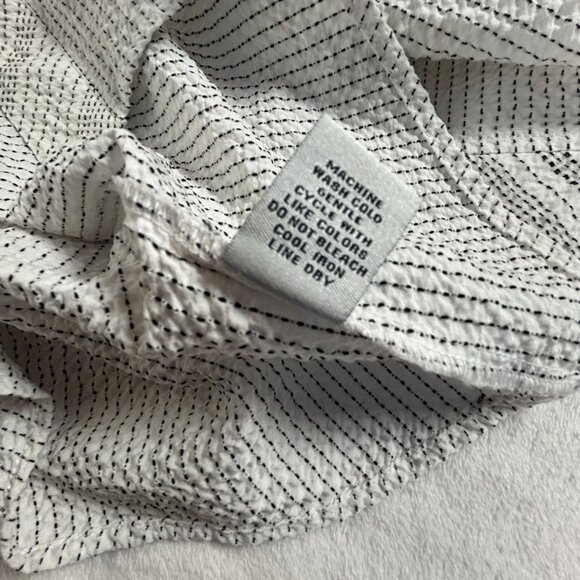 MACHINE
WASH COLD
GENTLE
CYCLE WITH
LIKE COLORS
DO NOT BLEACH
COOL IRON
LINE DRY